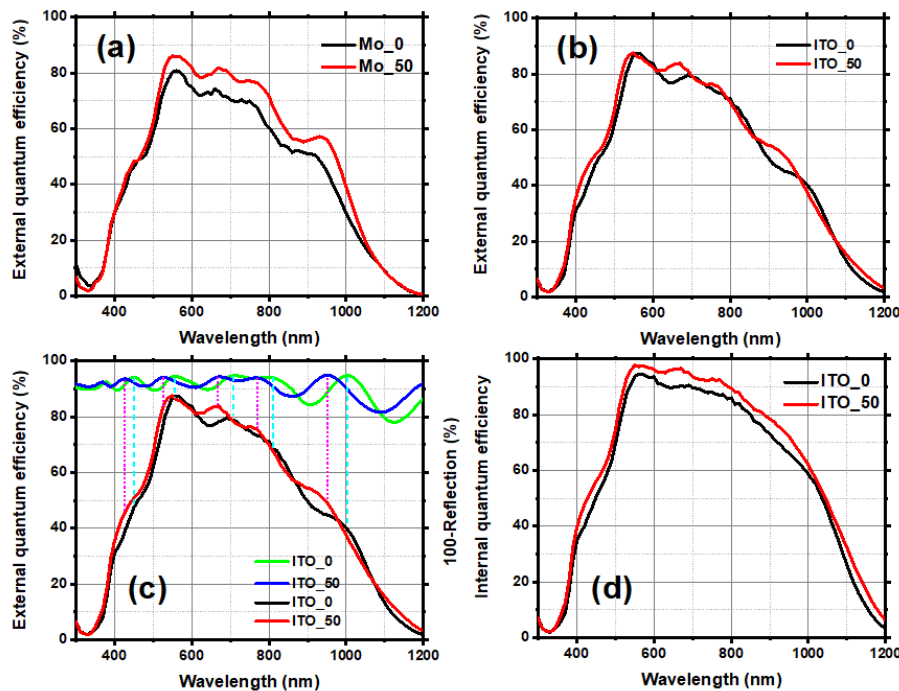 (a)
Mo_0
Mo_50
External quantum efficiency (%)
100
80
60
40
20
0
400 600 800 1000 1200
Wavelength (nm)
(b)
ITO_0
ITO_50
External quantum efficiency (%)
100
80
60
40
20
0
400 600 800 1000 1200
Wavelength (nm)
(c)
ITO_0
ITO_50
ITO_0
ITO_50
External quantum efficiency (%)
100
80
60
40
20
0
400 600 800 1000 1200
Wavelength (nm)
100-Reflection (%)
(d)
ITO_0
ITO_50
Internal quantum efficiency
100
80
60
40
20
0
400 600 800 1000 1200
Wavelength (nm)